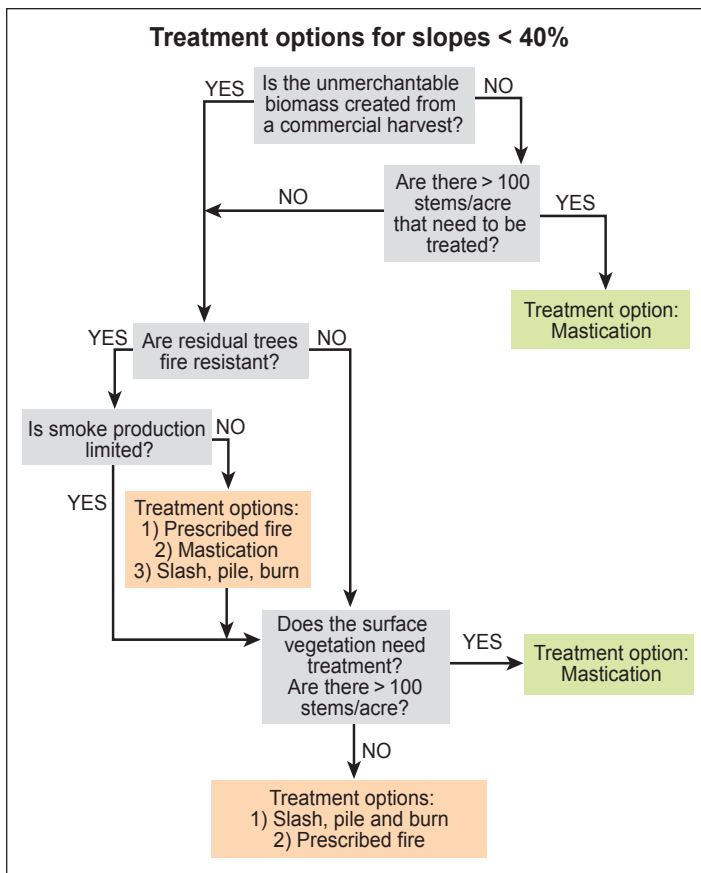 Treatment options for slopes < 40%
YES
Is the unmerchantable
biomass created from
a commercial harvest?
NO
NO
Are there > 100
stems/acre
that need to be
treated?
YES
Treatment option:
Mastication
YES
Are residual trees
fire resistant?
NO
Is smoke production
limited?
NO
YES
Treatment options:
1) Prescribed fire
2) Mastication
3) Slash, pile, burn
Does the surface
vegetation need
treatment?
Are there > 100
stems/acre?
YES
Treatment option:
Mastication
NO
Treatment options:
1) Slash, pile and burn
2) Prescribed fire